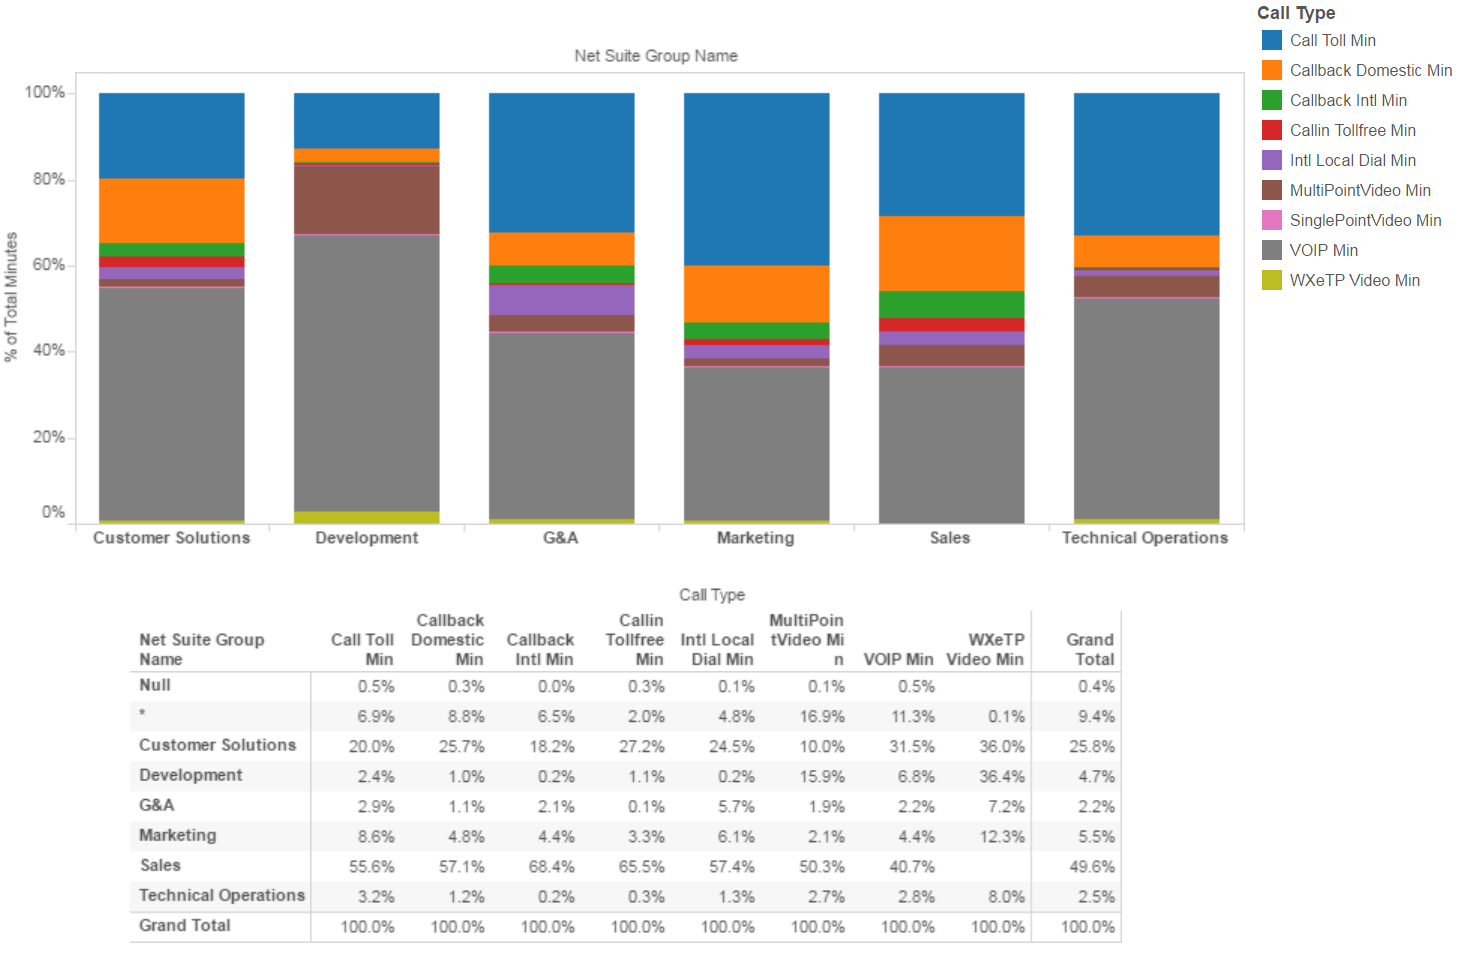 Call Type
Call Toll Min
Callback Domestic Min
Callback Intl Min
Callin Tollfree Min
Intl Local Dial Min
MultiPointVideo Min
SinglePointVideo Min
VOIP Min
WXeTP Video Min
Net Suite Group Name
% of Total Minutes
100%
80%
60%
40%
20%
0%
Customer Solutions Development G&A Marketing Sales Technical Operations
Call Type
Callback Callin MultiPoin
Net Suite Group Call Toll Domestic Callback Tollfree Intl Local tVideo Mi WXeTP Grand
Name Min Min Intl Min Min Dial Min n VOIP Min Video Min Total
Null 0.5% 0.3% 0.0% 0.3% 0.1% 0.1% 0.5% 0.4%
* 6.9% 8.8% 6.5% 2.0% 4.8% 16.9% 11.3% 0.1% 9.4%
Customer Solutions 20.0% 25.7% 18.2% 27.2% 24.5% 10.0% 31.5% 36.0% 25.8%
Development 2.4% 1.0% 0.2% 1.1% 0.2% 15.9% 6.8% 36.4% 4.7%
G&A 2.9% 1.1% 2.1% 0.1% 5.7% 1.9% 2.2% 7.2% 2.2%
Marketing 8.6% 4.8% 4.4% 3.3% 6.1% 2.1% 4.4% 12.3% 5.5%
Sales 55.6% 57.1% 68.4% 65.5% 57.4% 50.3% 40.7% 49.6%
Technical Operations 3.2% 1.2% 0.2% 0.3% 1.3% 2.7% 2.8% 8.0% 2.5%
Grand Total 100.0% 100.0% 100.0% 100.0% 100.0% 100.0% 100.0% 100.0% 100.0%